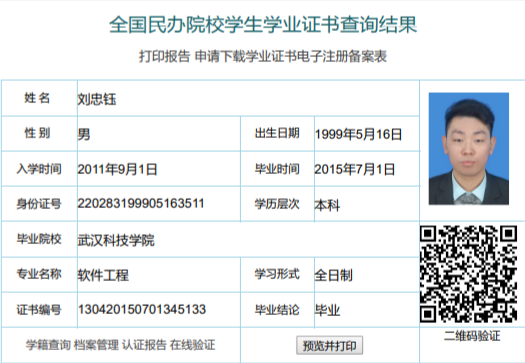 全国民办院校学生学业证书查询结果
打印报告 申请下载学业证书电子注册备案表
姓 名 刘忠钰
性 别 男 出生日期 1999年5月16日
入学时间 2011年9月1日 毕业时间 2015年7月1日
身份证号 220283199905163511 学历层次 本科
毕业院校 武汉科技学院
专业名称 软件工程 学习形式 全日制
证书编号 130420150701345133 毕业结论 毕业
二维码验证
学籍查询 档案管理 认证报告 在线验证 预览并打印